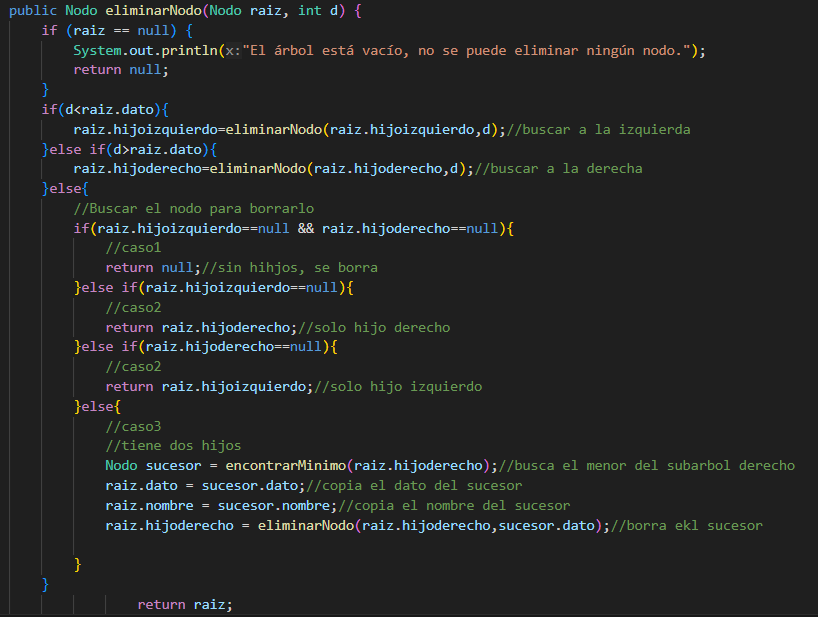 public Nodo eliminarNodo(Nodo raiz, int d) {
if (raiz == null) {
System.out.println(x:"El árbol está vacío, no se puede eliminar ningún nodo.");
return null;
}
if(d<raiz.dato){
raiz.hijoizquierdo=eliminarNodo(raiz.hijoizquierdo,d);//buscar a la izquierda
}else if(d>raiz.dato){
raiz.hijoderecho=eliminarNodo(raiz.hijoderecho,d);//buscar a la derecha
}else{
//Buscar el nodo para borrarlo
if(raiz.hijoizquierdo==null && raiz.hijoderecho==null){
//caso1
return null;//sin hihjos, se borra
}else if(raiz.hijoizquierdo==null){
//caso2
return raiz.hijoderecho;//solo hijo derecho
}else if(raiz.hijoderecho==null){
//caso2
return raiz.hijoizquierdo;//solo hijo izquierdo
}else{
//caso3
//tiene dos hijos
Nodo sucesor = encontrarMinimo(raiz.hijoderecho);//busca el menor del subarbol derecho
raiz.dato = sucesor.dato;//copia el dato del sucesor
raiz.nombre = sucesor.nombre;//copia el nombre del sucesor
raiz.hijoderecho = eliminarNodo(raiz.hijoderecho,sucesor.dato);//borra ekl sucesor
}
}
return raiz;